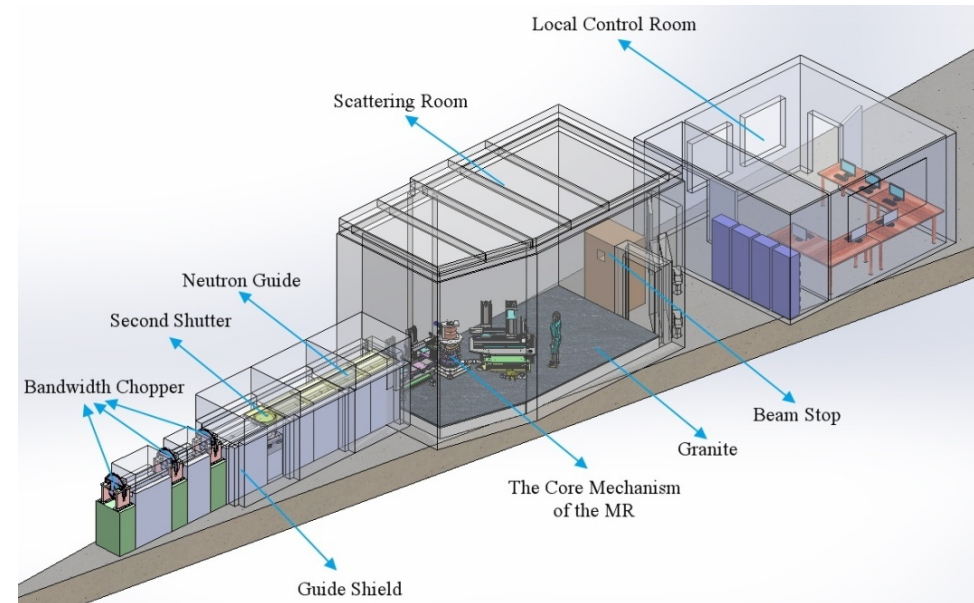 Local Control Room
Scattering Room
Neutron Guide
Second Shutter
Bandwidth Chopper
Beam Stop
Granite
The Core Mechanism
of the MR
Guide Shield